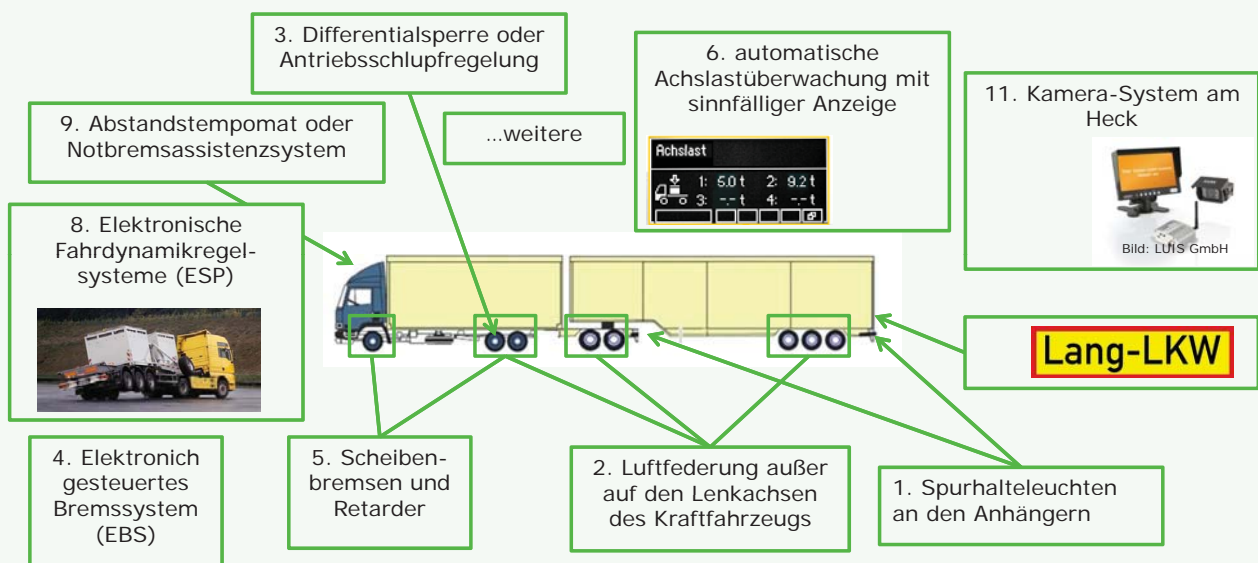 3. Differentialsperre oder
Antriebsschlupfregelung
6. automatische
Achslastüberwachung mit
sinnfälliger Anzeige
Achslast
1: 5.0 t 2: 9.2 t
3: -.- t 4: -.- t
11. Kamera-System am
Heck
Bild: LUIS GmbH
9. Abstandstempomat oder
Notbremsassistenzsystem
...weitere
8. Elektronische
Fahrdynamikregel-
systeme (ESP)
Lang-LKW
4. Elektronich
gesteuertes
Bremssystem
(EBS)
5. Scheiben-
bremsen und
Retarder
2. Luftfederung außer
auf den Lenkachsen
des Kraftfahrzeugs
1. Spurhalteleuchten
an den Anhängern